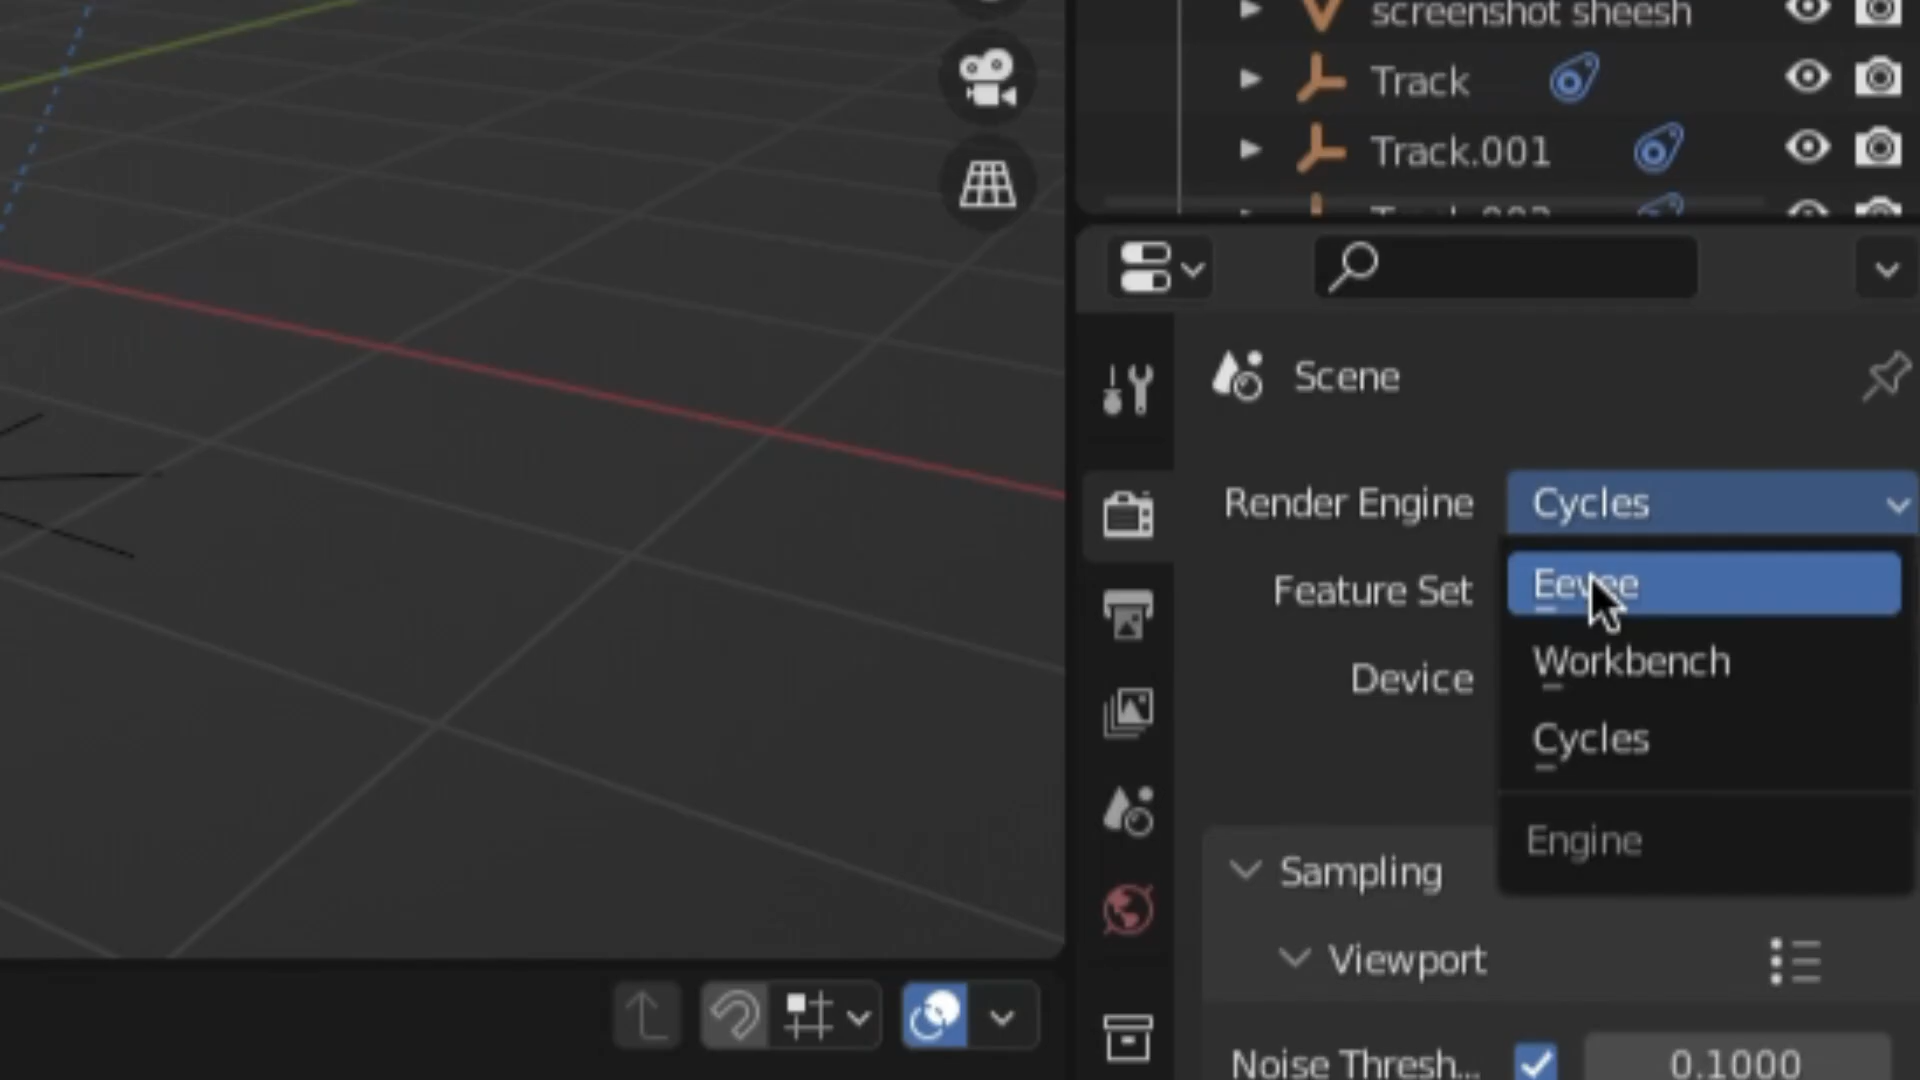 screenshot sheesh
Track
Track.001
Scene
Render Engine
Cycles
Feature Set
Eevee
Workbench
Device
Cycles
Engine
Sampling
Viewport
Noise Thresh...
0.1000